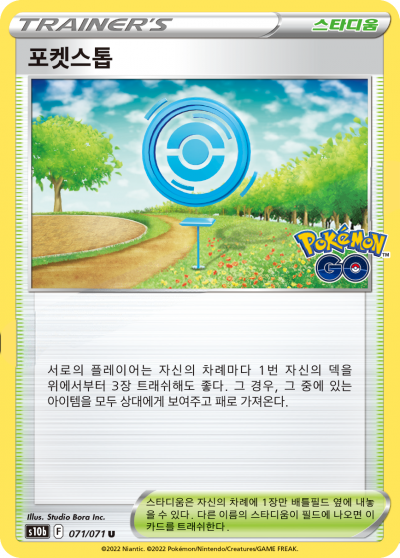 TRAINER'S
스타디움
포켓스톱
Pokémon
GO
TM
서로의 플레이어는 자신의 차례마다 1번 자신의 덱을
위에서부터 3장 트래쉬해도 좋다. 그 경우, 그 중에 있는
아이템을 모두 상대에게 보여주고 패로 가져온다.
Illus. Studio Bora Inc.
s10b F 071/071 U
스타디움은 자신의 차례에 1장만 배틀필드 옆에 내놓
을 수 있다. 다른 이름의 스타디움이 필드에 나오면 이
카드를 트래쉬한다.
©2022 Niantic. ©2022 Pokémon/Nintendo/Creatures/GAME FREAK.